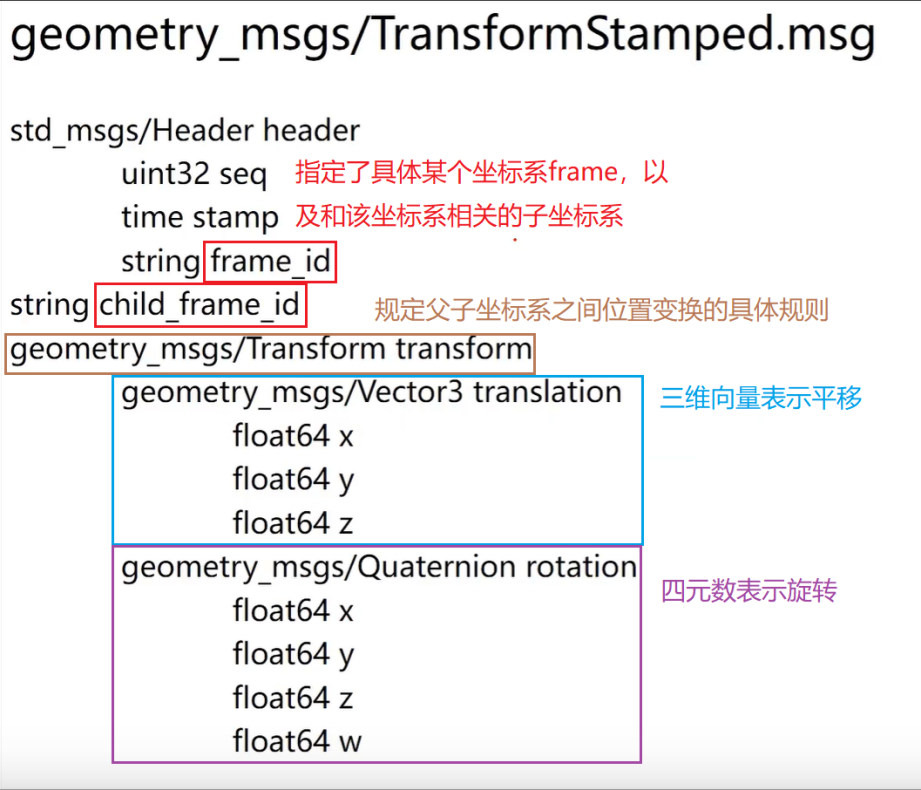 geometry_msgs/TransformStamped.msg
std_msgs/Header header
uint32 seq 指定了具体某个坐标系frame，以
time stamp 及和该坐标系相关的子坐标系
string frame_id
string child_frame_id 规定父子坐标系之间位置变换的具体规则
geometry_msgs/Transform transform
geometry_msgs/Vector3 translation 三维向量表示平移
float64 x
float64 y
float64 z
geometry_msgs/Quaternion rotation 四元数表示旋转
float64 x
float64 y
float64 z
float64 w